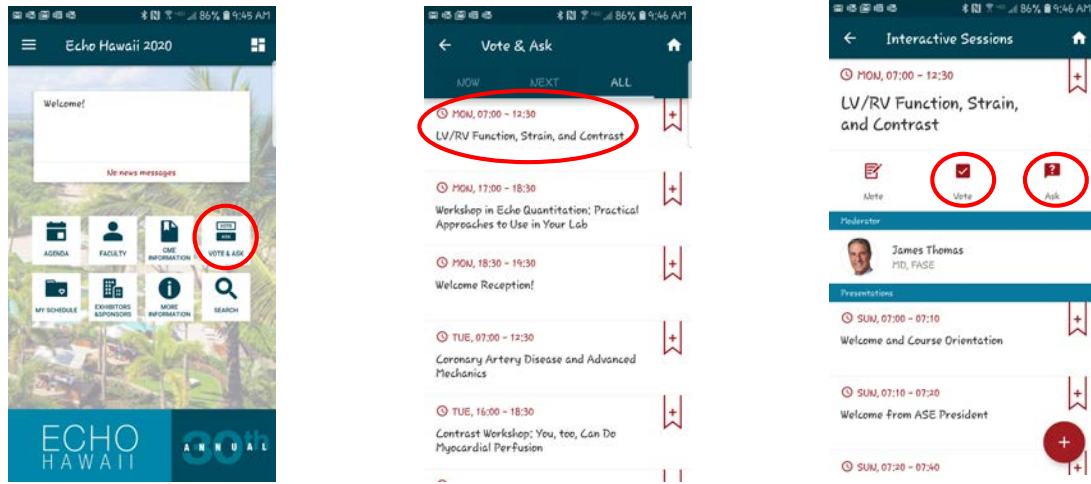 86% 9:45 AM
Echo Hawaii 2020
Welcome!
No news messages
VOTE
ASK
AGENDA
FACULTY
CME
INFORMATION
VOTE & ASK
MY SCHEDULE
EXHIBITORS
&SPONSORS
MORE
INFORMATION
SEARCH
ECHO
HAWAII
30th
ANNUAL
86% 9:46 AM
Vote & Ask
NOW NEXT ALL
MON, 07:00 - 12:30
LV/RV Function, Strain, and Contrast
MON, 17:00 - 18:30
Workshop in Echo Quantitation: Practical
Approaches to Use in Your Lab
MON, 18:30 - 19:30
Welcome Reception!
TUE, 07:00 - 12:30
Coronary Artery Disease and Advanced
Mechanics
TUE, 16:00 - 18:30
Contrast Workshop: You, too, Can Do
Myocardial Perfusion
86% 9:46 AM
Interactive Sessions
MON, 07:00 - 12:30
LV/RV Function, Strain,
and Contrast
Note Vote Ask
Moderator
James Thomas
MD, FASE
Presentations
SUN, 07:00 - 07:10
Welcome and Course Orientation
SUN, 07:10 - 07:20
Welcome from ASE President
SUN, 07:20 - 07:40